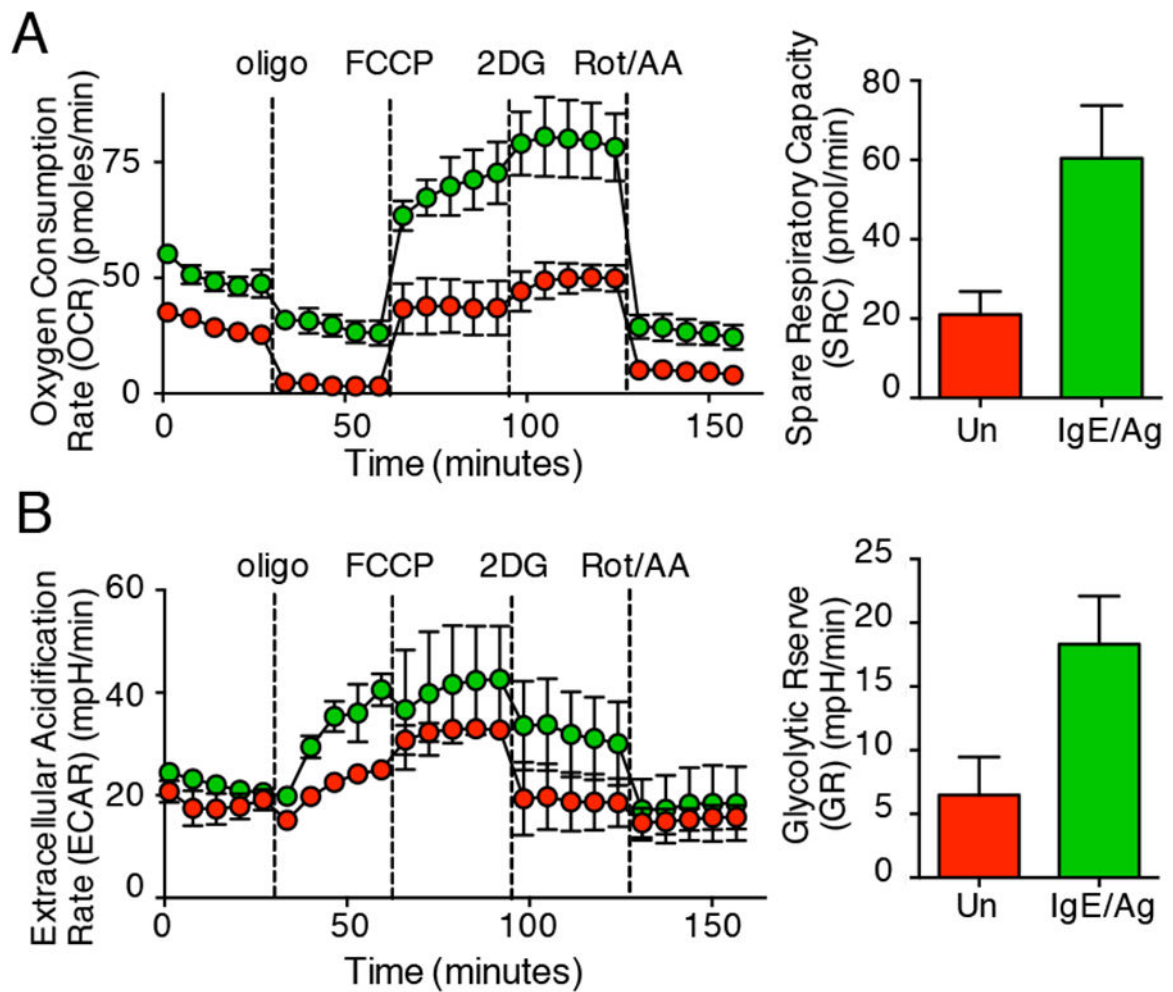 A
oligo FCCP 2DG Rot/AA
Oxygen Consumption
Rate (OCR) (pmoles/min)
75
50
0
0 50 100 150
Time (minutes)
Spare Respiratory Capacity
(SRC) (pmol/min)
80
60
40
20
0
Un IgE/Ag
B
oligo FCCP 2DG Rot/AA
Extracellular Acidification
Rate (ECAR) (mpH/min)
60
40
20
0
0 50 100 150
Time (minutes)
Glycolytic Rserve
(GR) (mpH/min)
25
20
15
10
5
0
Un IgE/Ag